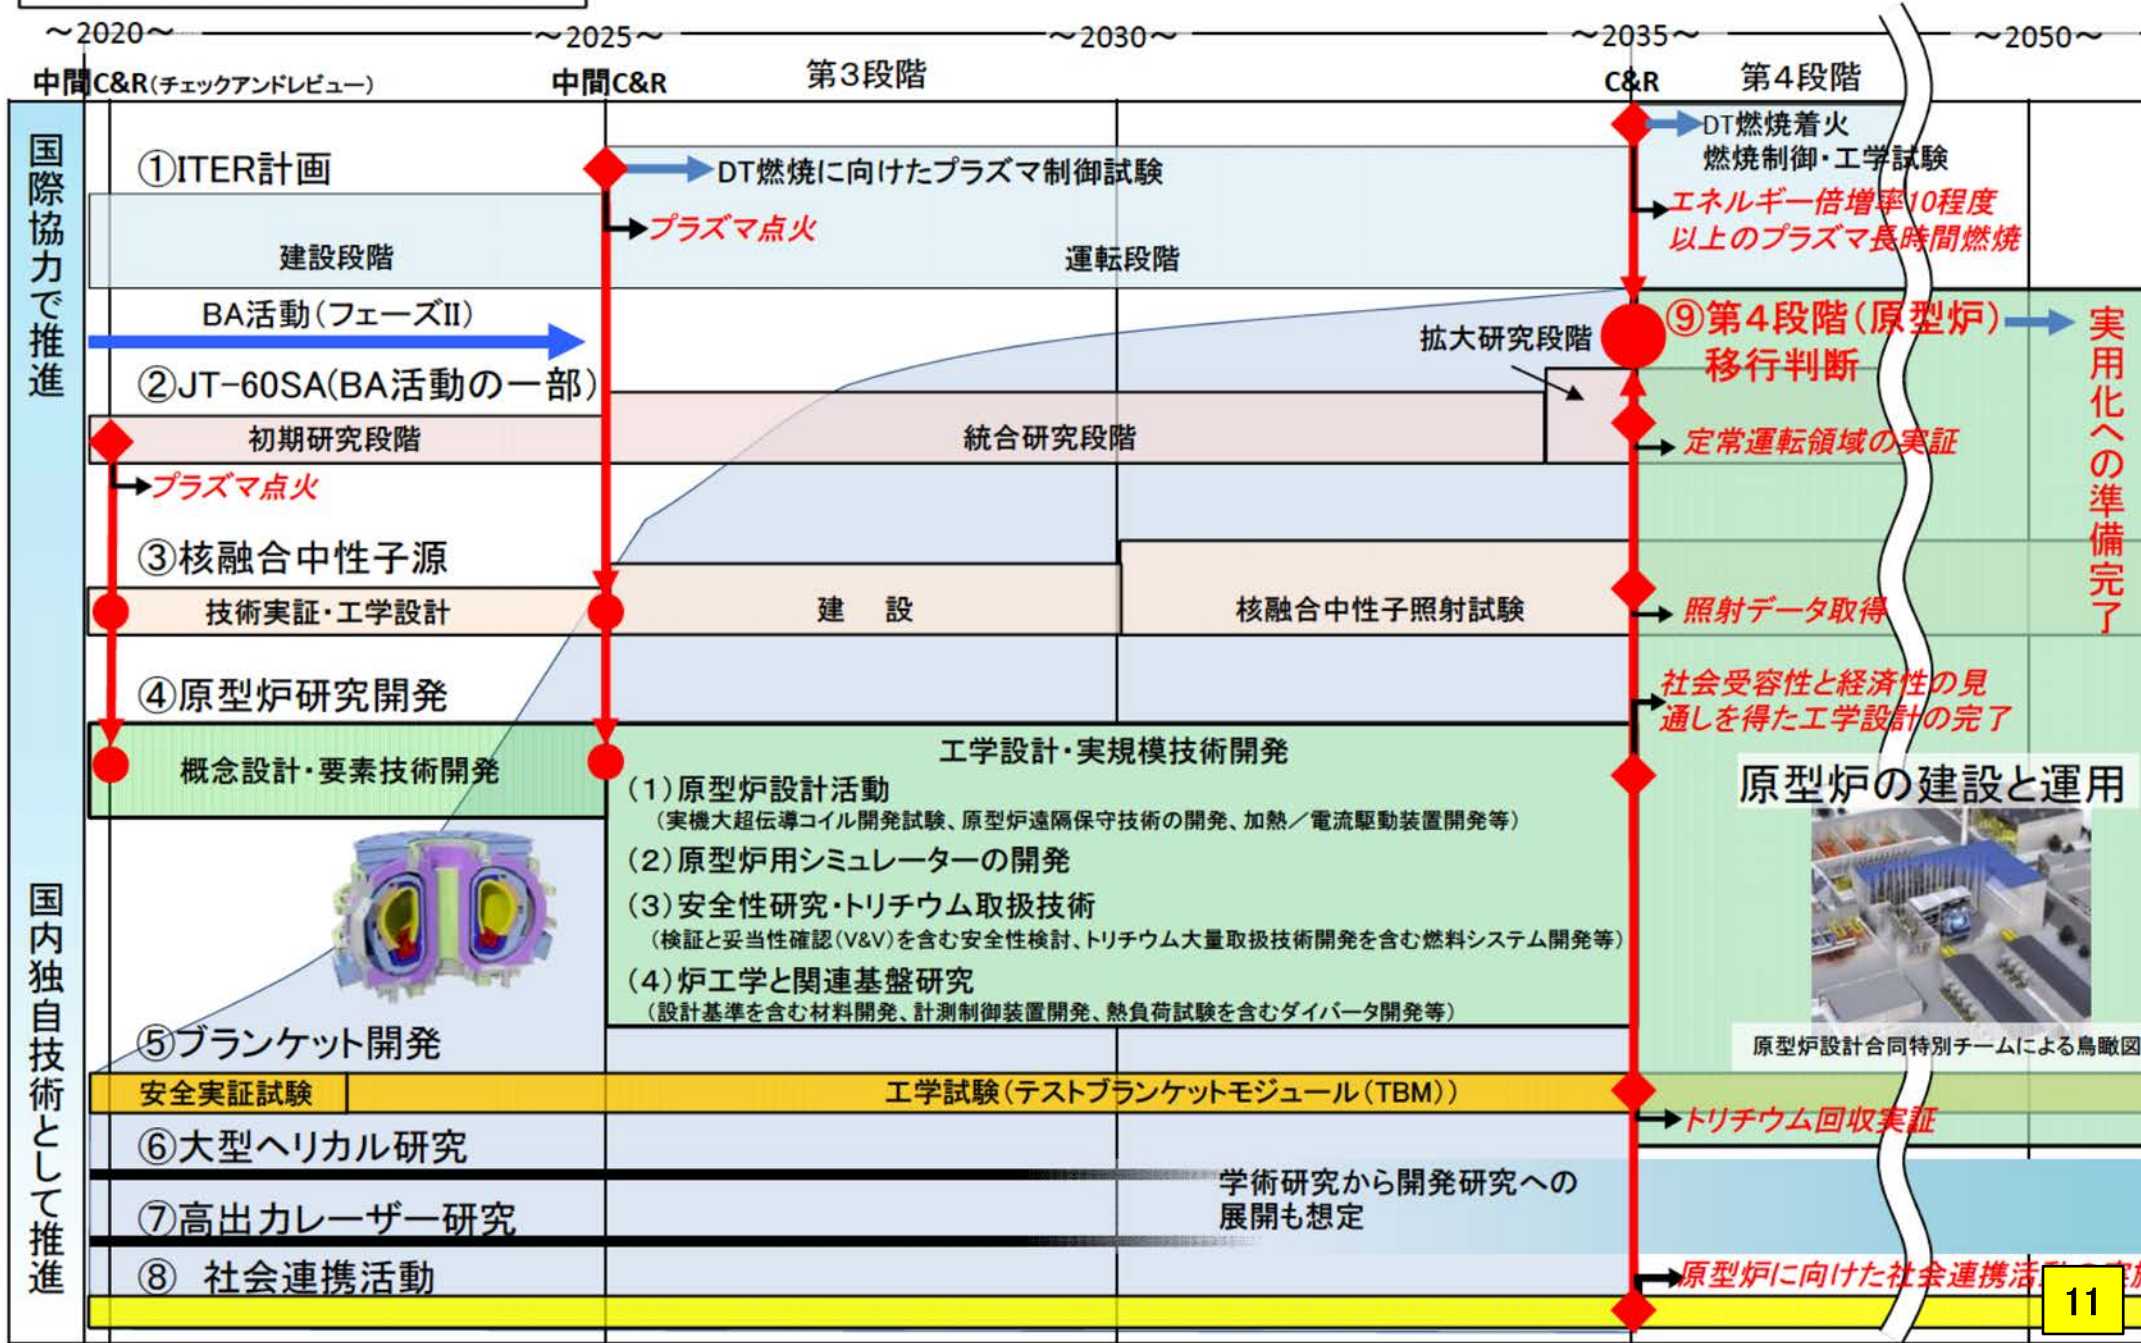 ～2020～
～2025～
～2030～
～2035～
～2050～
中間C&R(チェックアンドレビュー)
中間C&R
第3段階
C&R
第4段階
国際協力で推進
①ITER計画
DT燃焼に向けたプラズマ制御試験
DT燃焼着火
燃焼制御・工学試験
プラズマ点火
エネルギー倍増率10程度
以上のプラズマ長時間燃焼
建設段階
運転段階
BA活動(フェーズII)
拡大研究段階
⑨第4段階(原型炉)
移行判断
実用化への準備完了
②JT-60SA(BA活動の一部)
初期研究段階
統合研究段階
定常運転領域の実証
プラズマ点火
③核融合中性子源
技術実証・工学設計
建 設
核融合中性子照射試験
照射データ取得
国内独自技術として推進
④原型炉研究開発
社会受容性と経済性の見
通しを得た工学設計の完了
概念設計・要素技術開発
工学設計・実規模技術開発
(1)原型炉設計活動
(実機大超伝導コイル開発試験、原型炉遠隔保守技術の開発、加熱／電流駆動装置開発等)
(2)原型炉用シミュレーターの開発
(3)安全性研究・トリチウム取扱技術
(検証と妥当性確認(V&V)を含む安全性検討、トリチウム大量取扱技術開発を含む燃料システム開発等)
(4)炉工学と関連基盤研究
(設計基準を含む材料開発、計測制御装置開発、熱負荷試験を含むダイバータ開発等)
原型炉の建設と運用
原型炉設計合同特別チームによる鳥瞰図
⑤ブランケット開発
安全実証試験
工学試験(テストブランケットモジュール(TBM))
トリチウム回収実証
⑥大型ヘリカル研究
学術研究から開発研究への
展開も想定
⑦高出力レーザー研究
⑧ 社会連携活動
原型炉に向けた社会連携活
11